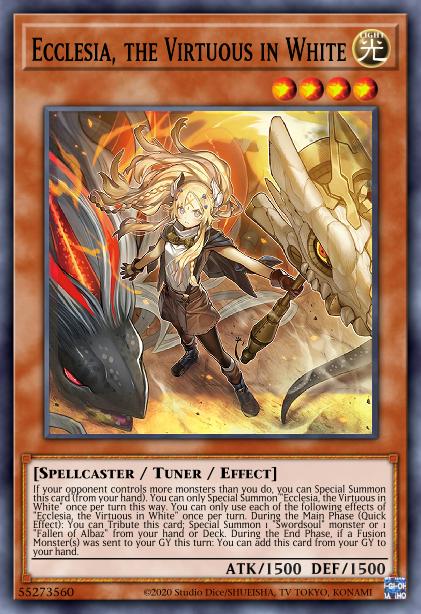 Ecclesia, the Virtuous in White
LIGHT
光
[Spellcaster / Tuner / Effect]
If your opponent controls more monsters than you do, you can Special Summon
this card (from your hand). You can only Special Summon "Ecclesia, the Virtuous in
White" once per turn this way. You can only use each of the following effects of
"Ecclesia, the Virtuous in White" once per turn. During the Main Phase (Quick
Effect): You can Tribute this card; Special Summon 1 "Swordsoul" monster or 1
"Fallen of Albaz" from your hand or Deck. During the End Phase, if a Fusion
Monster(s) was sent to your GY this turn: You can add this card from your GY to
your hand.
ATK/1500 DEF/1500
55273560
©2020 Studio Dice/SHUEISHA, TV TOKYO, KONAMI